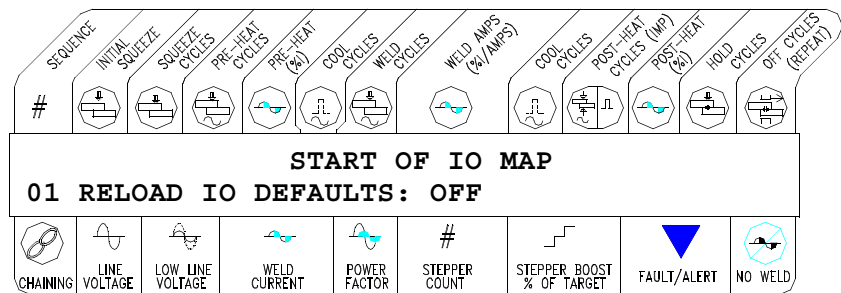 SEQUENCE
INITIAL
SQUEEZE
SQUEEZE
CYCLES
PRE-HEAT
CYCLES
PRE-HEAT
(%)
COOL
CYCLES
WELD
CYCLES
WELD AMPS
(%/AMPS)
COOL
CYCLES
POST-HEAT
CYCLES (IMP)
POST-HEAT
(%)
HOLD
CYCLES
OFF CYCLES
(REPEAT)
#
START OF IO MAP
01 RELOAD IO DEFAULTS: OFF
CHAINING
LINE
VOLTAGE
LOW LINE
VOLTAGE
WELD
CURRENT
POWER
FACTOR
#
STEPPER
COUNT
STEPPER BOOST
% OF TARGET
FAULT/ALERT
NO WELD